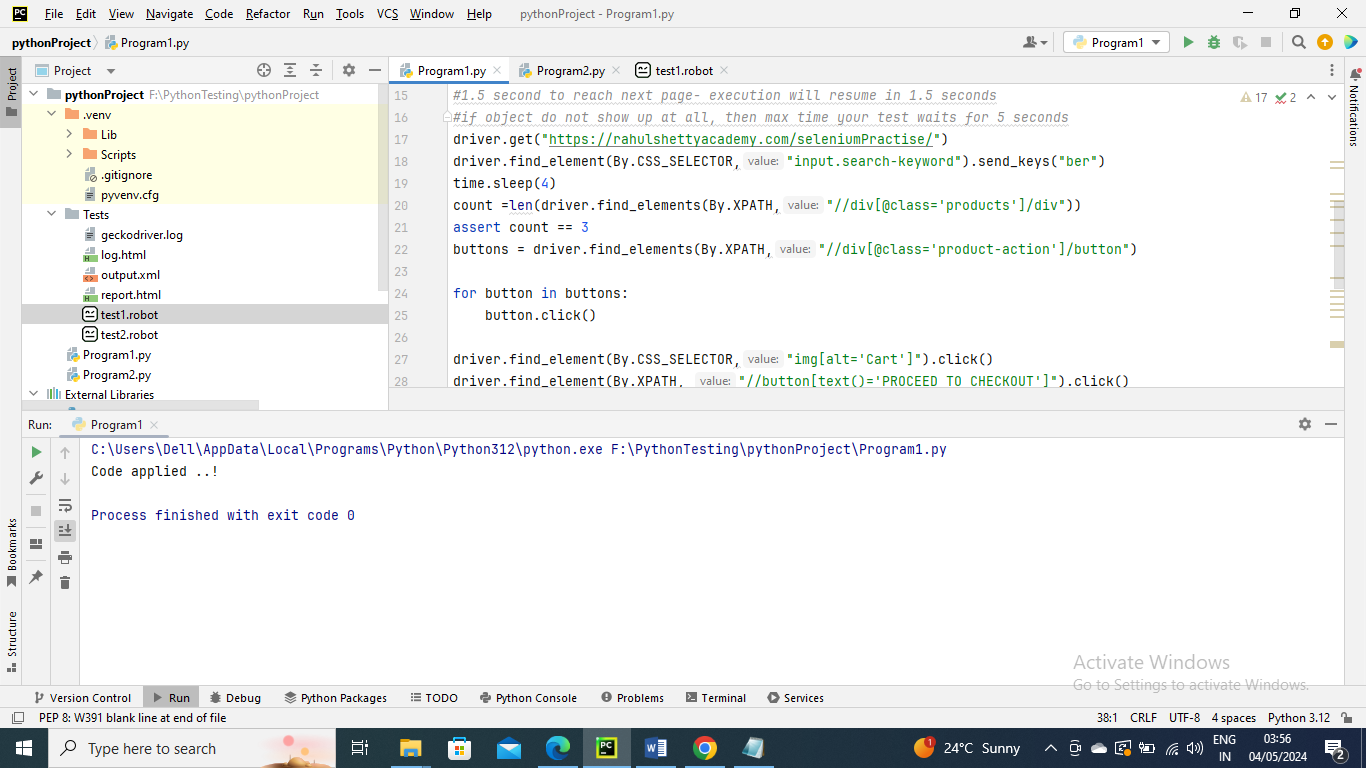 PC File Edit View Navigate Code Refactor Run Tools VCS Window Help pythonProject - Program1.py
pythonProject Program1.py Program1
Project
Project
Program1.py Program2.py test1.robot
Notifications
pythonProject F:\PythonTesting\pythonProject
.venv
Lib
Scripts
.gitignore
pyvenv.cfg
Tests
geckodriver.log
log.html
output.xml
report.html
test1.robot
test2.robot
Program1.py
Program2.py
External Libraries
17 2
15 #1.5 second to reach next page- execution will resume in 1.5 seconds
16 #if object do not show up at all, then max time your test waits for 5 seconds
17 driver.get("https://rahulshettyacademy.com/seleniumPractise/")
18 driver.find_element(By.CSS_SELECTOR, value: "input.search-keyword").send_keys("ber")
19 time.sleep(4)
20 count =len(driver.find_elements(By.XPATH, value: "//div[@class='products']/div"))
21 assert count == 3
22 buttons = driver.find_elements(By.XPATH, value: "//div[@class='product-action']/button")
23
24 for button in buttons:
25 button.click()
26
27 driver.find_element(By.CSS_SELECTOR, value: "img[alt='Cart']").click()
28 driver.find_element(By.XPATH, value: "//button[text()='PROCEED TO CHECKOUT']").click()
Run: Program1
C:\Users\Dell\AppData\Local\Programs\Python\Python312\python.exe F:\PythonTesting\pythonProject\Program1.py
Code applied ..!
Process finished with exit code 0
Bookmarks
Structure
Activate Windows
Go to Settings to activate Windows.
Version Control Run Debug Python Packages TODO Python Console Problems Terminal Services
PEP 8: W391 blank line at end of file 38:1 CRLF UTF-8 4 spaces Python 3.12
Type here to search PC 1 24°C Sunny ENG 03:56
IN 04/05/2024 2